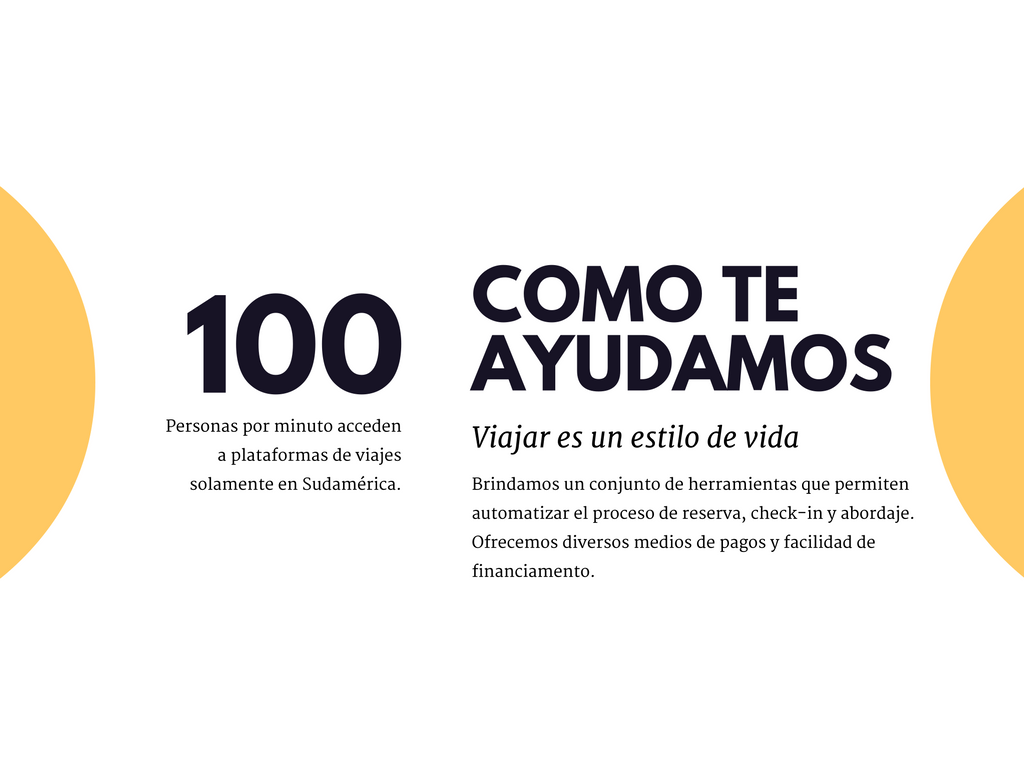 100
Personas por minuto acceden
a plataformas de viajes
solamente en Sudamérica.
COMO TE
AYUDAMOS
Viajar es un estilo de vida
Brindamos un conjunto de herramientas que permiten
automatizar el proceso de reserva, check-in y abordaje.
Ofrecemos diversos medios de pagos y facilidad de
financiamento.